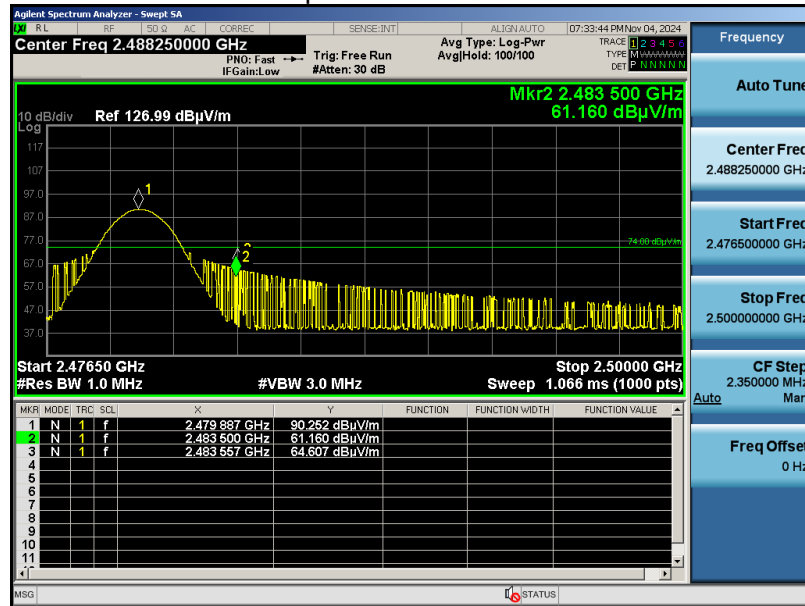 Agilent Spectrum Analyzer - Swept SA
LXI RL RF 50 Ω AC CORREC SENSE:INT ALIGN AUTO 07:33:44 PM Nov 04, 2024
Center Freq 2.488250000 GHz
PNO: Fast
IFGain:Low
Trig: Free Run
#Atten: 30 dB
Avg Type: Log-Pwr
Avg|Hold: 100/100
TRACE 1 2 3 4 5 6
TYPE M
DET P N N N N N
Mkr2 2.483 500 GHz
61.160 dBµV/m
10 dB/div Ref 126.99 dBµV/m
Log
117
107
97.0
87.0
77.0
67.0
57.0
47.0
37.0
1
2
74.00 dBµV/m
Start 2.47650 GHz Stop 2.50000 GHz
#Res BW 1.0 MHz #VBW 3.0 MHz Sweep 1.066 ms (1000 pts)
MKR MODE TRC SCL X Y FUNCTION FUNCTION WIDTH FUNCTION VALUE
1 N 1 f 2.479 887 GHz 90.252 dBµV/m
2 N 1 f 2.483 500 GHz 61.160 dBµV/m
3 N 1 f 2.483 557 GHz 64.607 dBµV/m
4
5
6
7
8
9
10
11
MSG STATUS
Frequency
Auto Tune
Center Freq
2.488250000 GHz
Start Freq
2.476500000 GHz
Stop Freq
2.500000000 GHz
CF Step
2.350000 MHz
Auto Man
Freq Offset
0 Hz